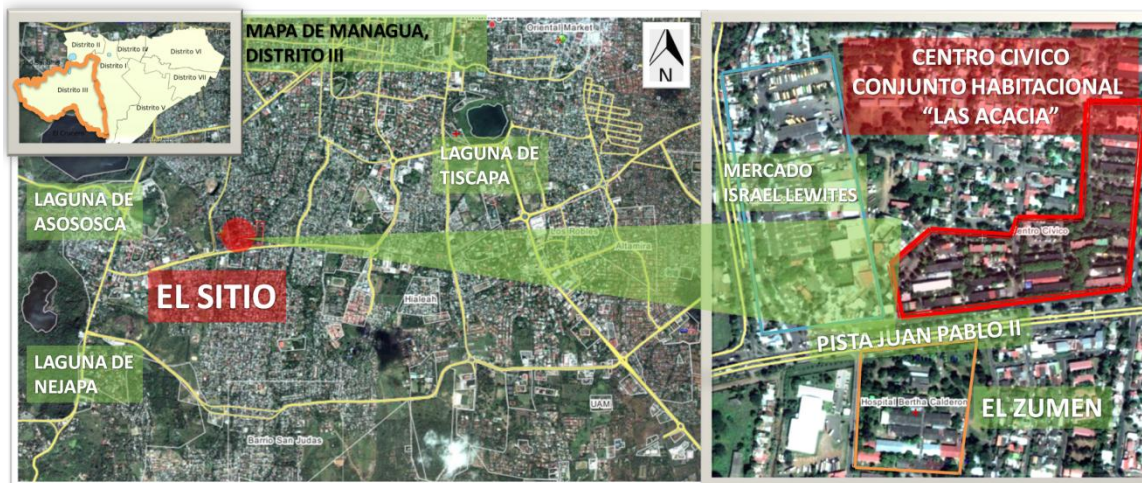 Distrito II
Distrito IV
Distrito VI
Distrito I
Distrito VII
Distrito III
Distrito V
El Crucero
MAPA DE MANAGUA,
DISTRITO III
Oriental Market
N
LAGUNA DE
TISCAPA
LAGUNA DE
ASOSOSCA
Los Robles
Altamira
EL SITIO
Hialeah
LAGUNA DE
NEJAPA
UAM
Barrio San Judas
CENTRO CIVICO
CONJUNTO HABITACIONAL
“LAS ACACIA”
MERCADO
ISRAEL LEWITES
Centro Cívico
PISTA JUAN PABLO II
Hospital Bertha Calderon
EL ZUMEN